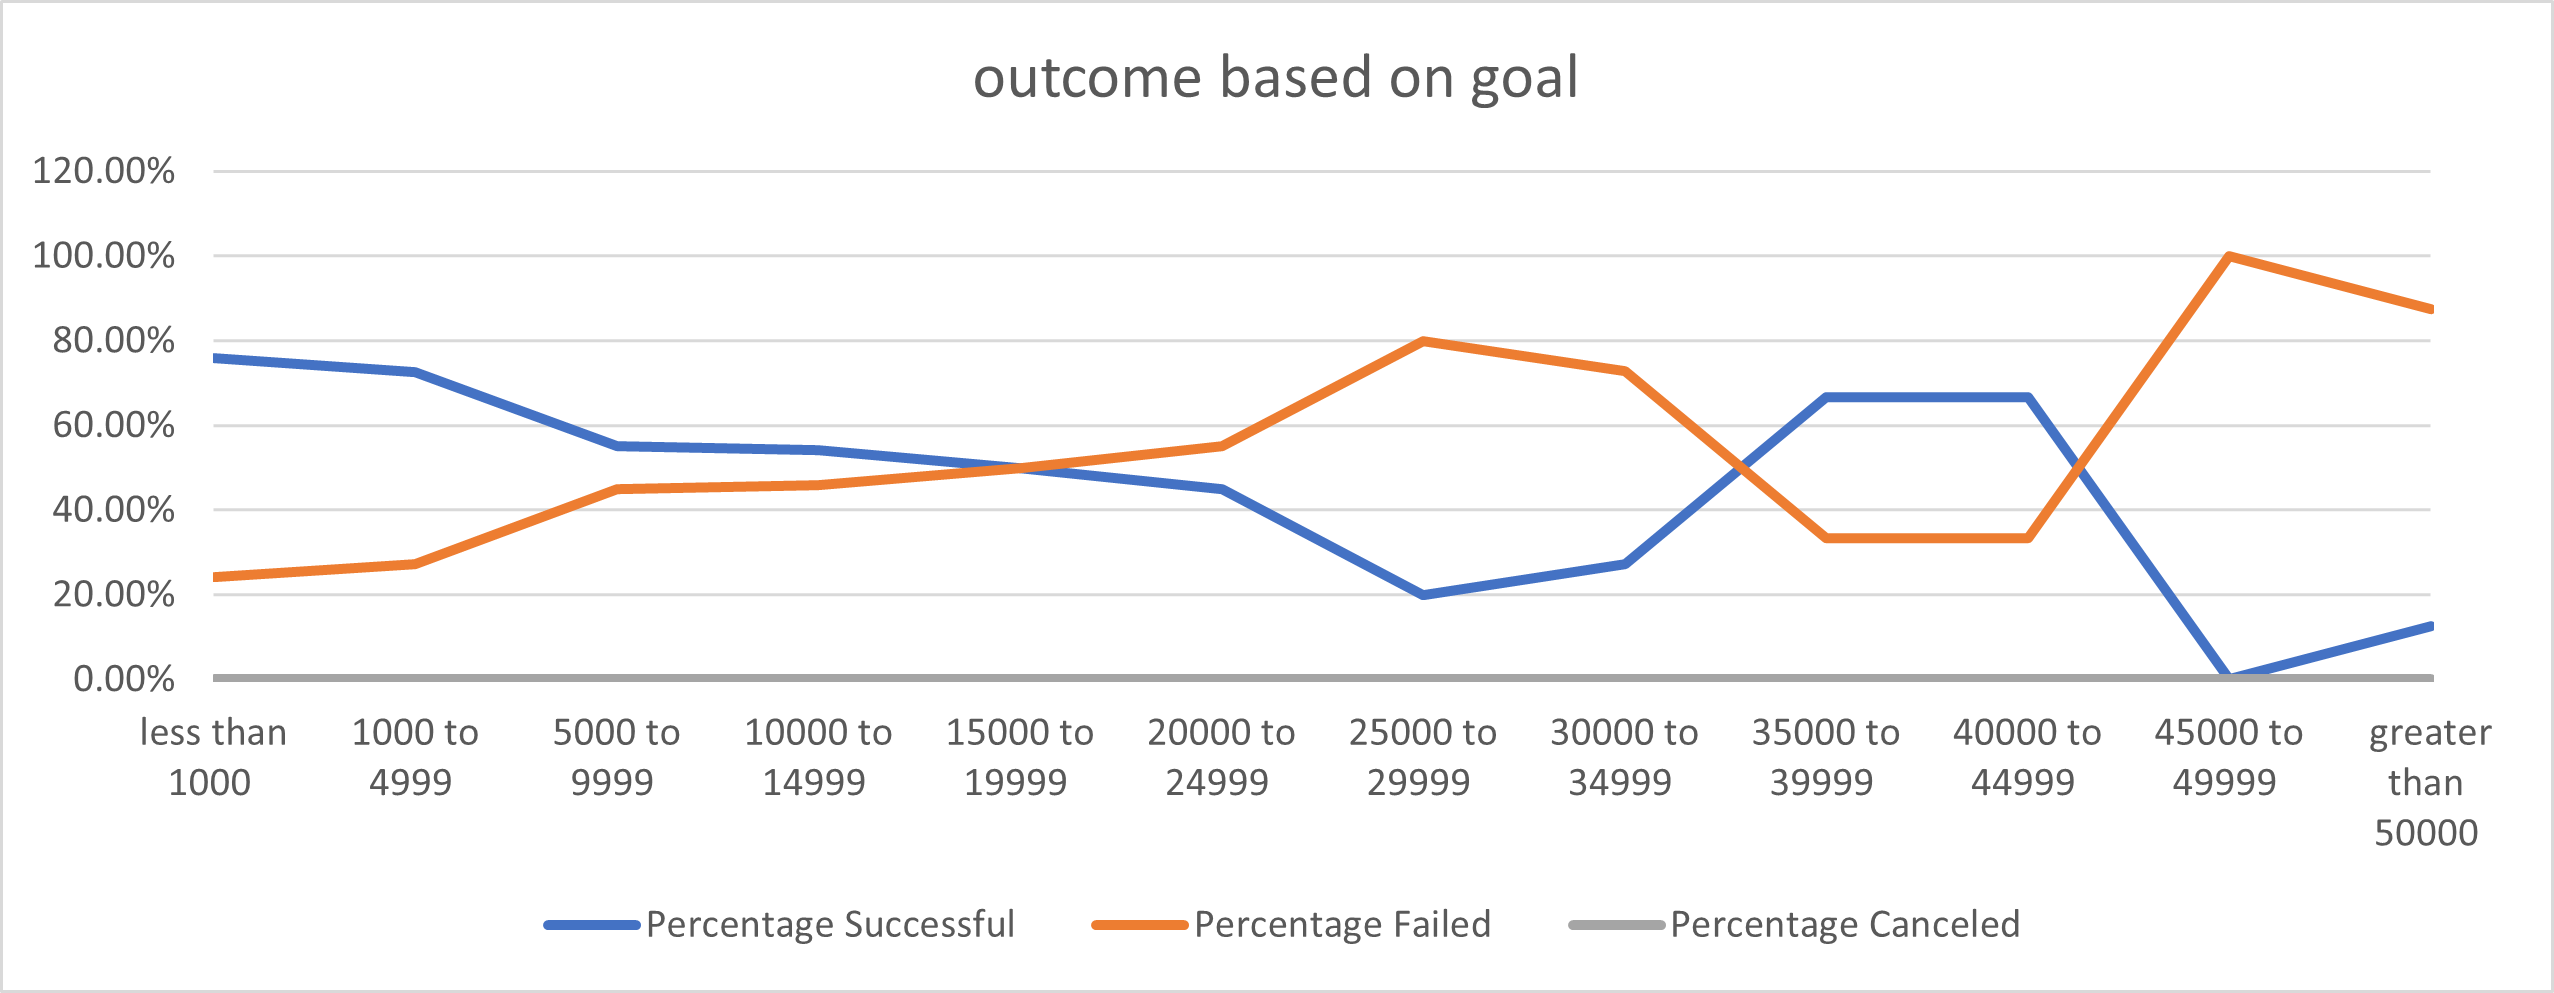 outcome based on goal
120.00%
100.00%
80.00%
60.00%
40.00%
20.00%
0.00%
less than
1000
1000 to
4999
5000 to
9999
10000 to
14999
15000 to
19999
20000 to
24999
25000 to
29999
30000 to
34999
35000 to
39999
40000 to
44999
45000 to
49999
greater
than
50000
Percentage Successful
Percentage Failed
Percentage Canceled